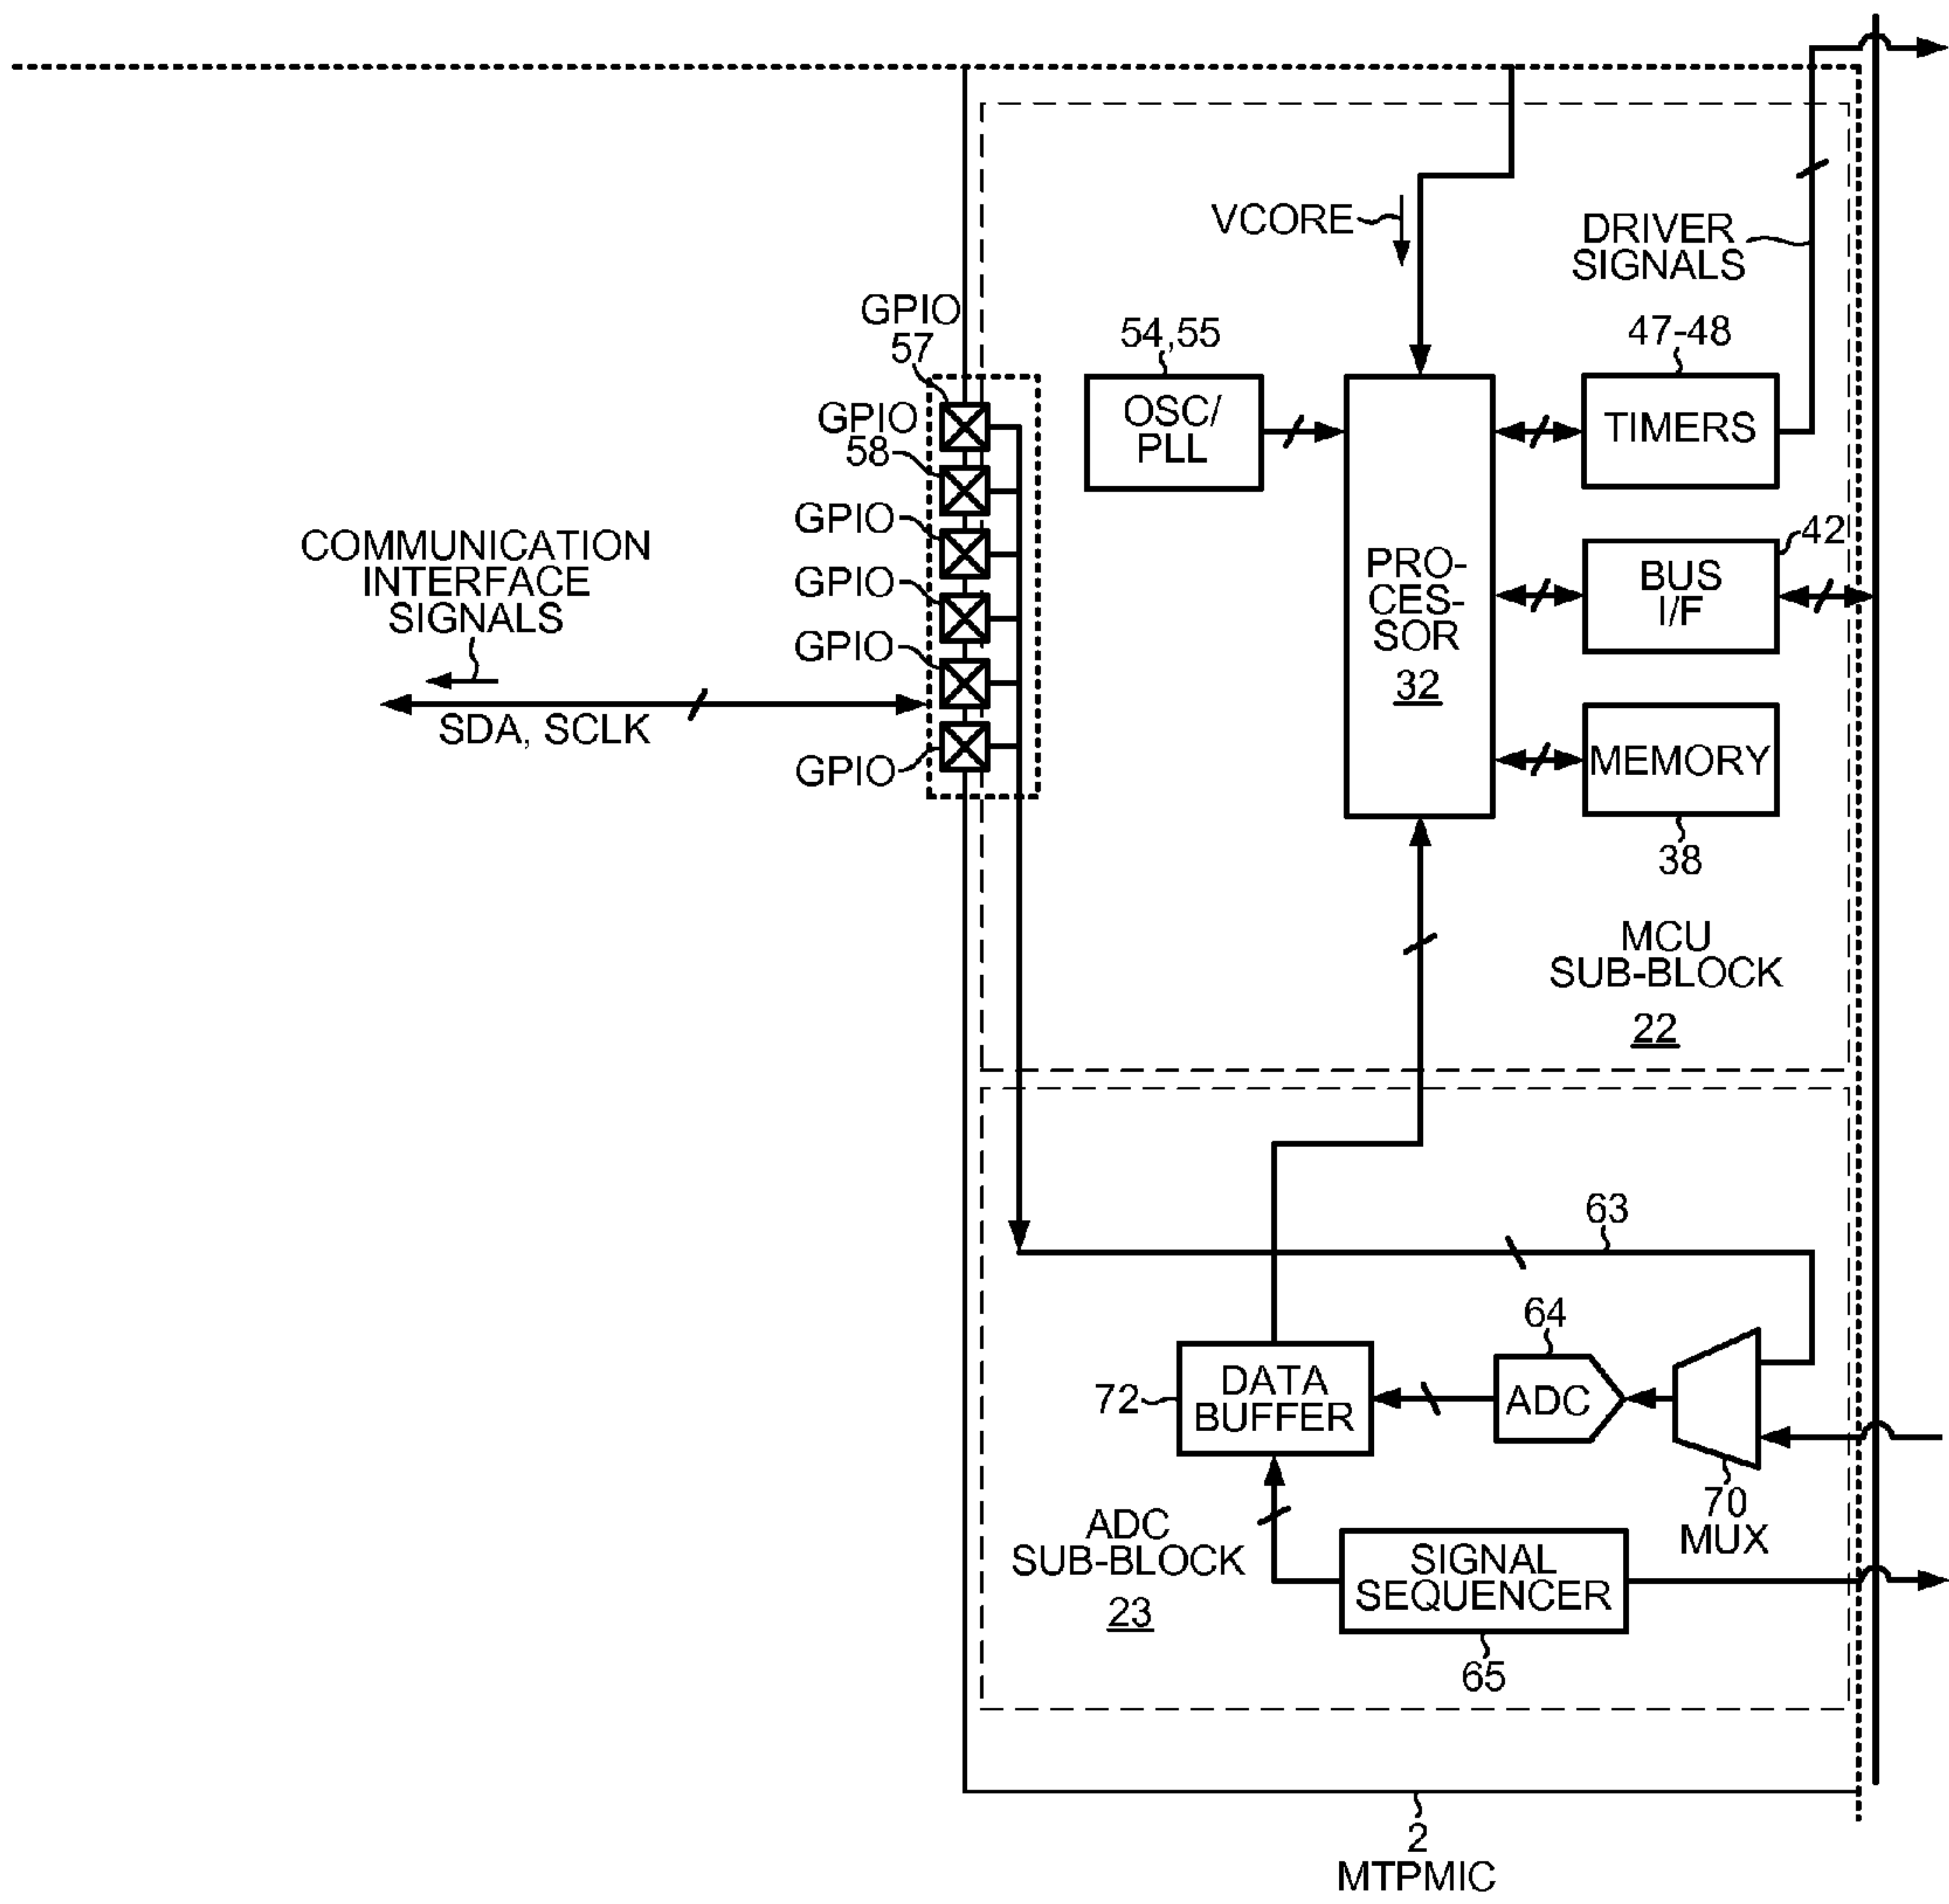 VCORE
DRIVER
SIGNALS
GPIO
57
54,55
47-48
OSC/
PLL
TIMERS
GPIO
58
GPIO
COMMUNICATION
INTERFACE
SIGNALS
SDA, SCLK
GPIO
GPIO
GPIO
PRO-
CES-
SOR
32
42
BUS
I/F
MEMORY
38
MCU
SUB-BLOCK
22
63
64
72
DATA
BUFFER
ADC
70
MUX
ADC
SUB-BLOCK
23
SIGNAL
SEQUENCER
65
2
MTPMIC